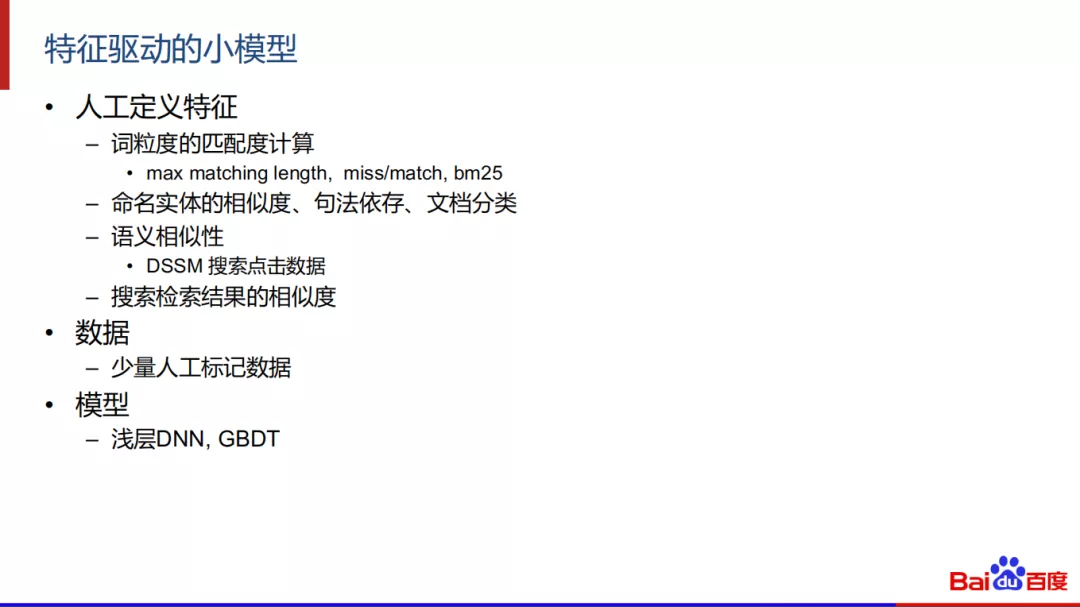 特征驱动的小模型
• 人工定义特征
– 词粒度的匹配度计算
• max matching length, miss/match, bm25
– 命名实体的相似度、句法依存、文档分类
– 语义相似性
• DSSM 搜索点击数据
– 搜索检索结果的相似度
• 数据
– 少量人工标记数据
• 模型
– 浅层DNN, GBDT
Bai du 百度